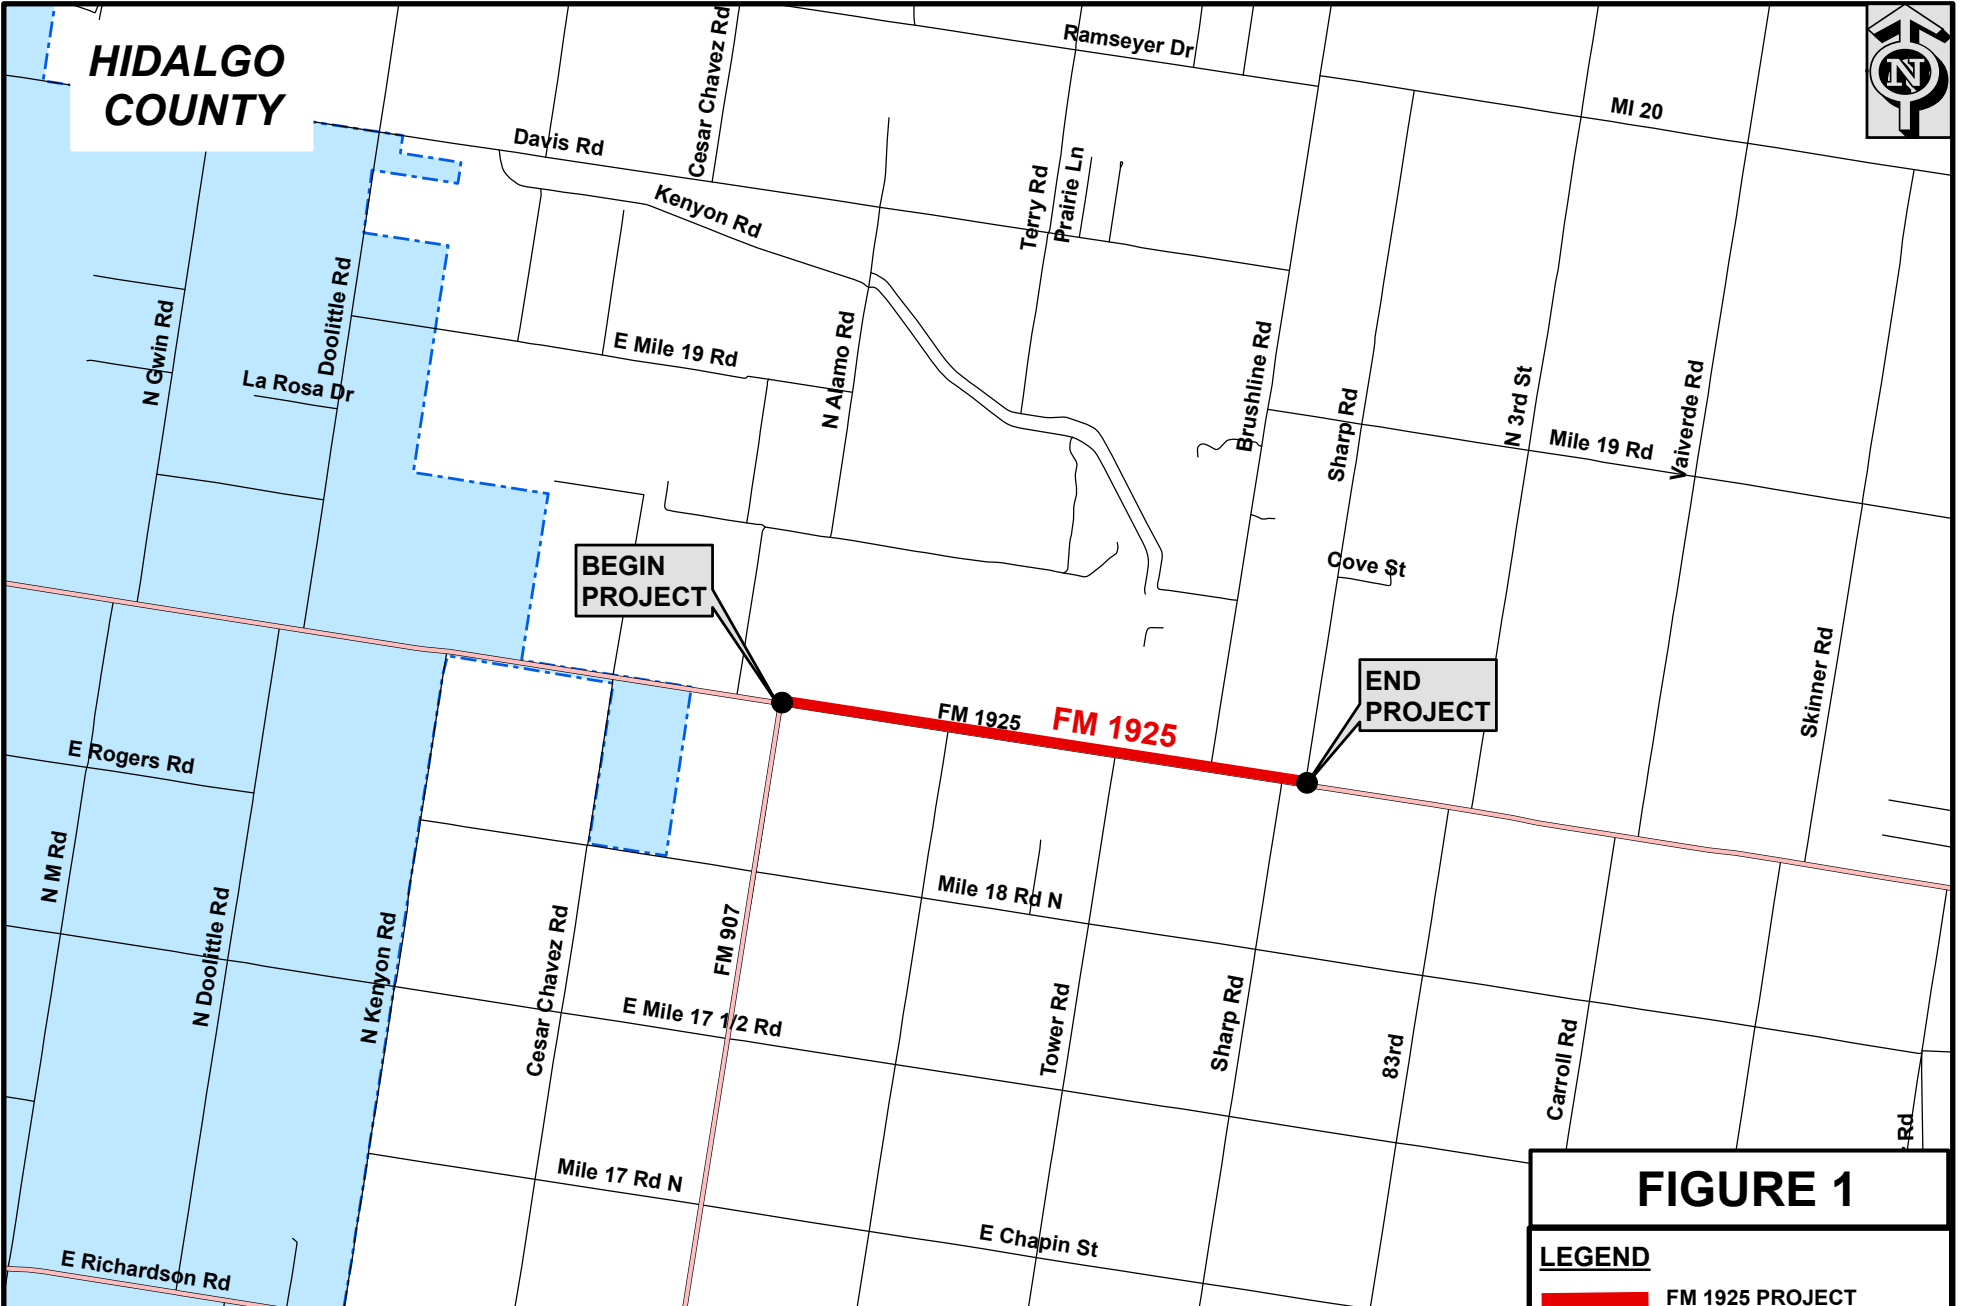 HIDALGO
COUNTY
Ramseyer Dr
Cesar Chavez Rd
MI 20
N
Davis Rd
Kenyon Rd
Terry Rd
Prairie Ln
N Gwin Rd
Doolittle Rd
La Rosa Dr
E Mile 19 Rd
N Alamo Rd
Brushline Rd
Sharp Rd
N 3rd St
Mile 19 Rd
Vaiverde Rd
BEGIN
PROJECT
Cove St
Skinner Rd
END
PROJECT
FM 1925
FM 1925
E Rogers Rd
N M Rd
N Doolittle Rd
N Kenyon Rd
Cesar Chavez Rd
FM 907
Mile 18 Rd N
E Mile 17 1/2 Rd
Tower Rd
Sharp Rd
83rd
Carroll Rd
Rd
Mile 17 Rd N
E Chapin St
E Richardson Rd
FIGURE 1
LEGEND
FM 1925 PROJECT